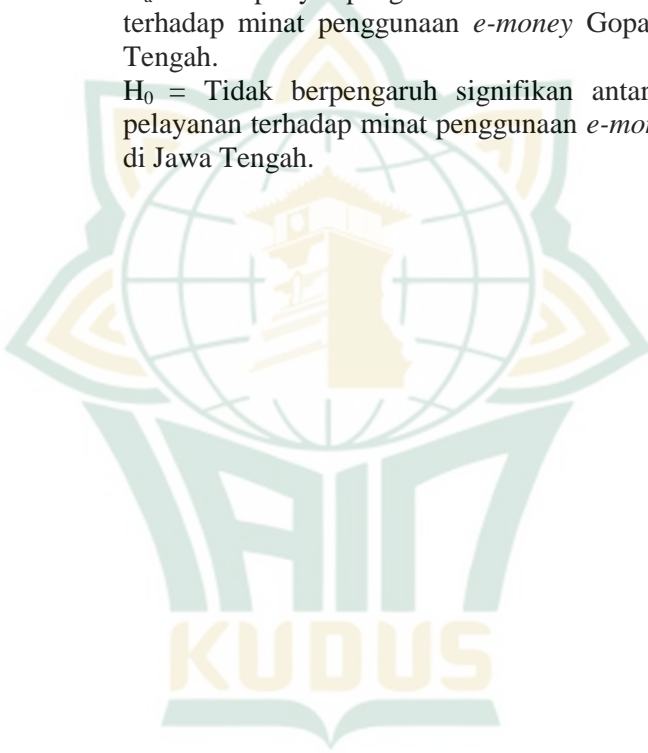 terhadap minat penggunaan e-money Gopa
Tengah.
H₀ = Tidak berpengaruh signifikan antar
pelayanan terhadap minat penggunaan e-mon
di Jawa Tengah.
IAIN
KUDUS